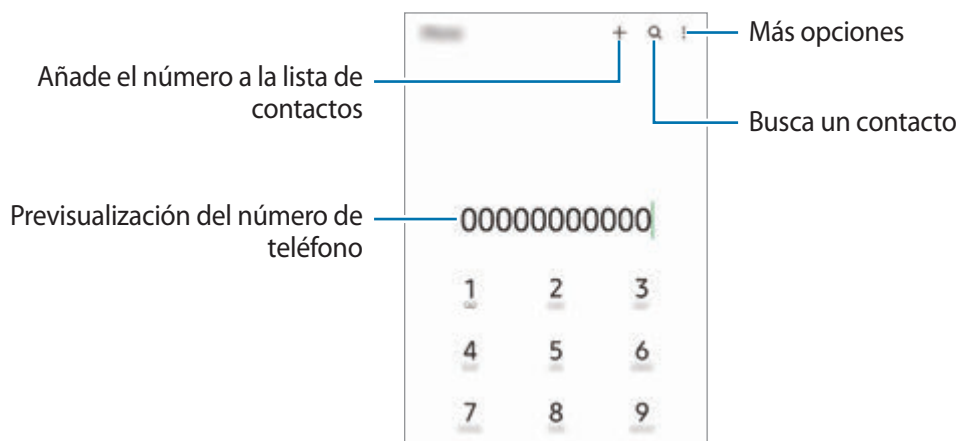 +
Más opciones
Añade el número a la lista de
contactos
Busca un contacto
Previsualización del número de
teléfono
00000000000
1 2 3
4 5 6
7 8 9